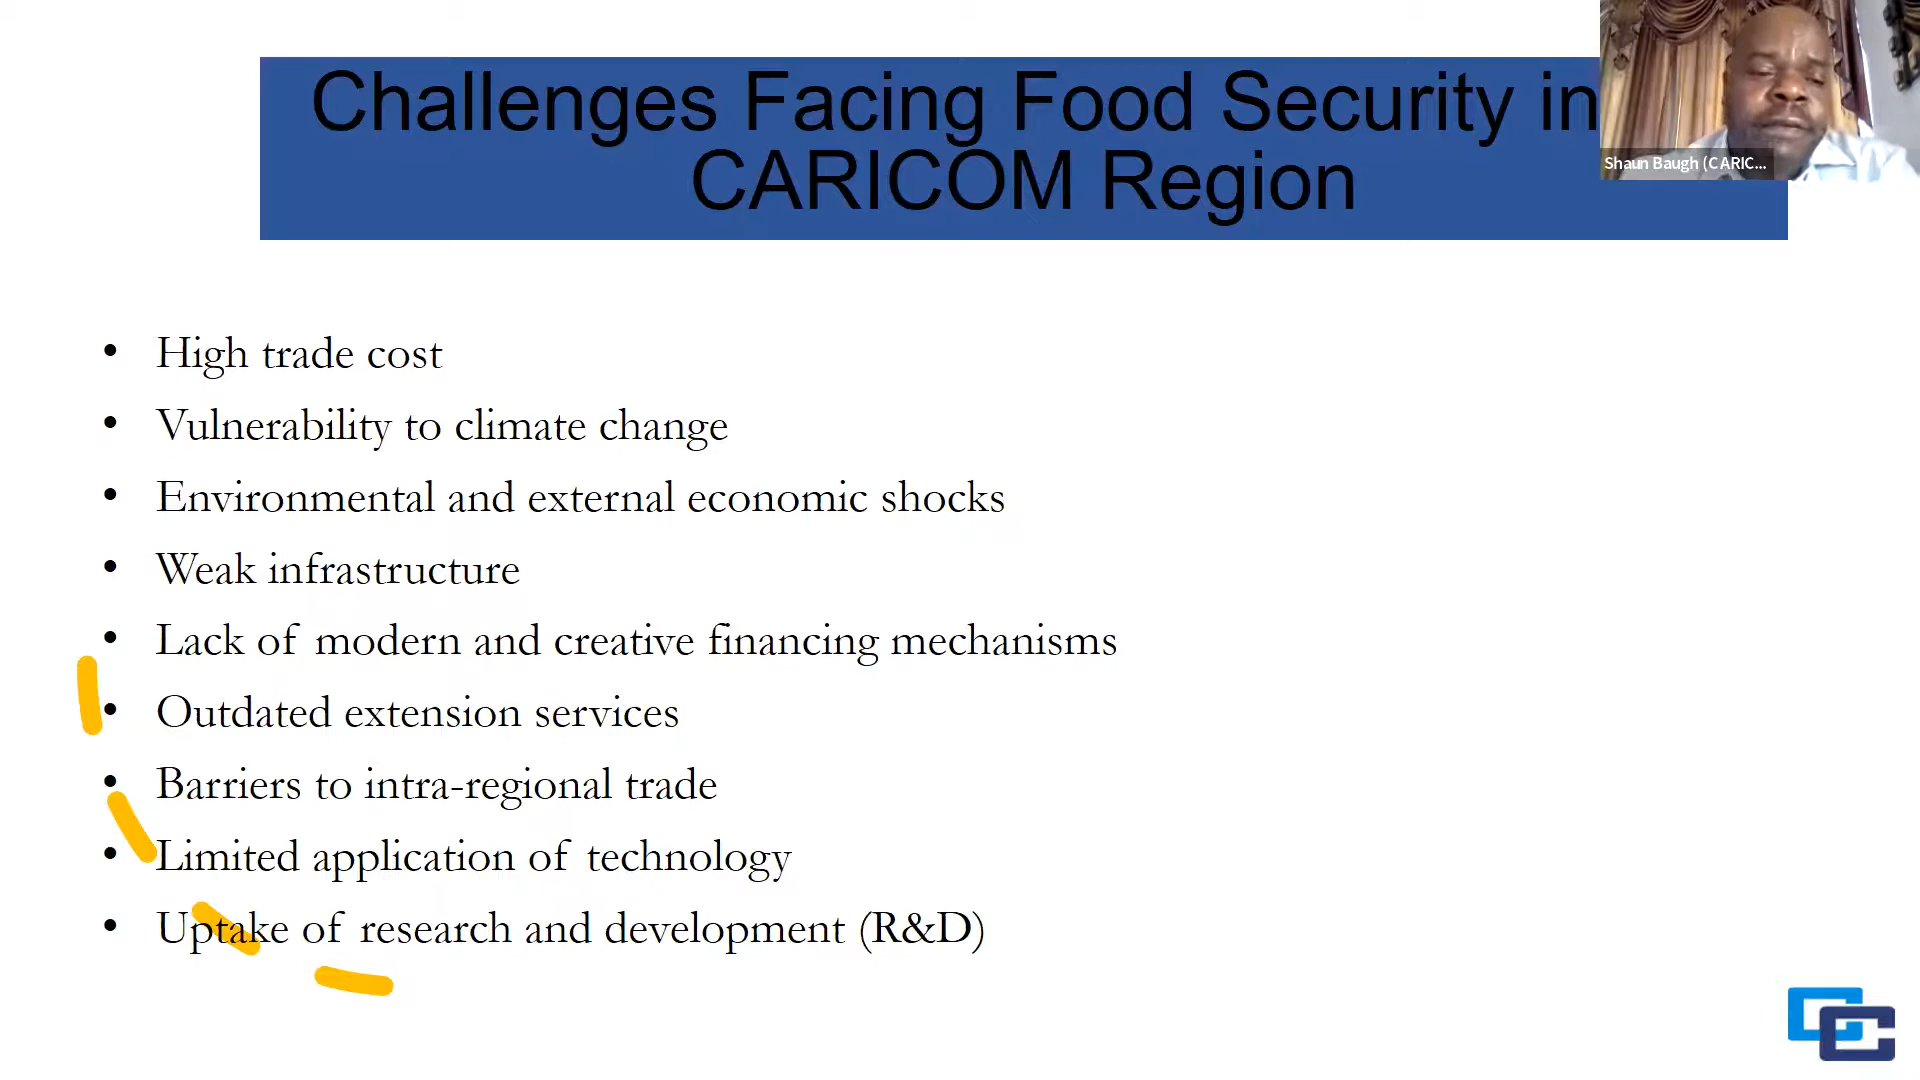 Challenges Facing Food Security in
CARICOM Region
Shaun Baugh (CARIC...
• High trade cost
• Vulnerability to climate change
• Environmental and external economic shocks
• Weak infrastructure
• Lack of modern and creative financing mechanisms
• Outdated extension services
• Barriers to intra-regional trade
• Limited application of technology
• Uptake of research and development (R&D)